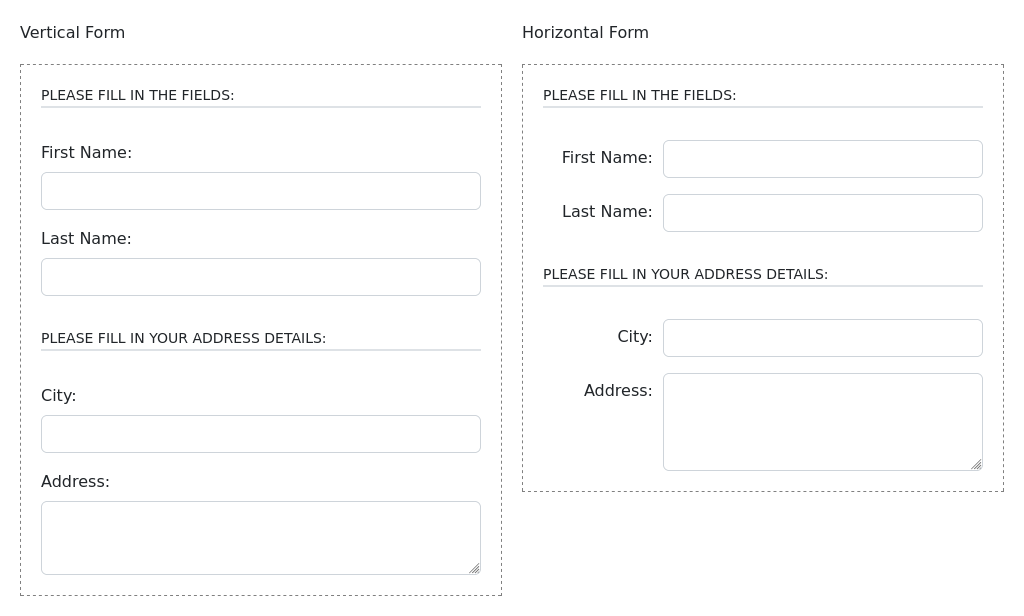 Vertical Form
PLEASE FILL IN THE FIELDS:
First Name:
Last Name:
PLEASE FILL IN YOUR ADDRESS DETAILS:
City:
Address:
Horizontal Form
PLEASE FILL IN THE FIELDS:
First Name:
Last Name:
PLEASE FILL IN YOUR ADDRESS DETAILS:
City:
Address: